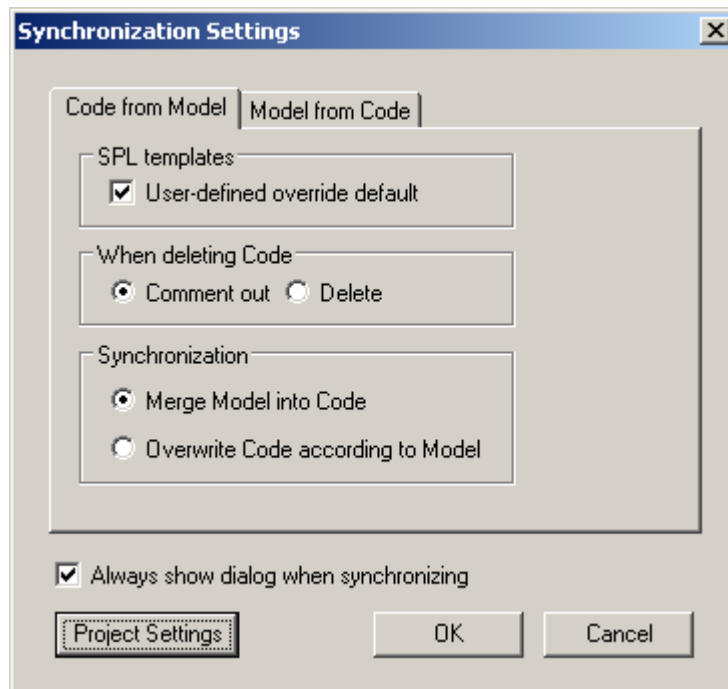 Synchronization Settings
Code from Model Model from Code
SPL templates
User-defined override default
When deleting Code
Comment out Delete
Synchronization
Merge Model into Code
Overwrite Code according to Model
Always show dialog when synchronizing
Project Settings OK Cancel